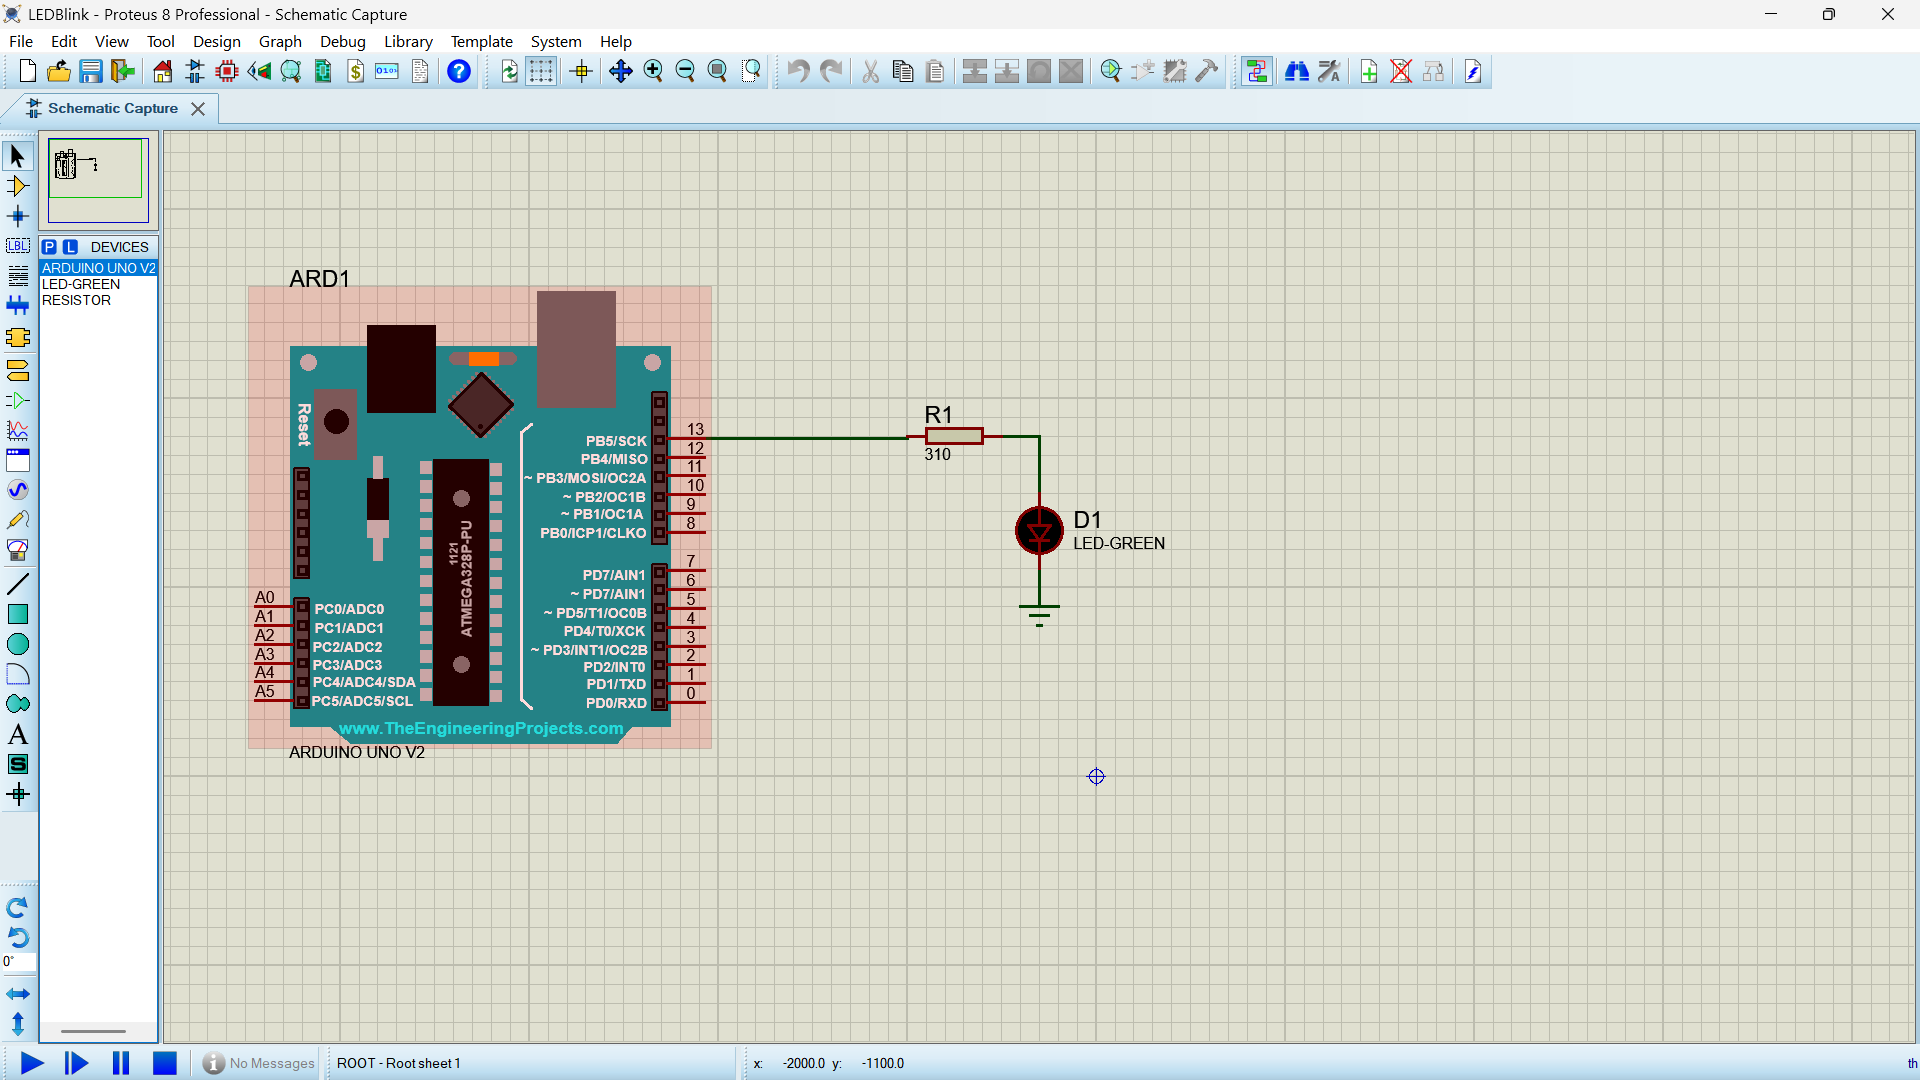 LEDBlink - Proteus 8 Professional - Schematic Capture
File Edit View Tool Design Graph Debug Library Template System Help
Schematic Capture
P L DEVICES
ARDUINO UNO V2
LED-GREEN
RESISTOR
LBL
A
S
0°
ARD1
Reset
1121
ATMEGA328P-PU
PB5/SCK 13
PB4/MISO 12
~ PB3/MOSI/OC2A 11
~ PB2/OC1B 10
~ PB1/OC1A 9
PB0/ICP1/CLKO 8
PD7/AIN1 7
~ PD7/AIN1 6
~ PD5/T1/OC0B 5
PD4/T0/XCK 4
~ PD3/INT1/OC2B 3
PD2/INT0 2
PD1/TXD 1
PD0/RXD 0
A0 PC0/ADC0
A1 PC1/ADC1
A2 PC2/ADC2
A3 PC3/ADC3
A4 PC4/ADC4/SDA
A5 PC5/ADC5/SCL
www.TheEngineeringProjects.com
ARDUINO UNO V2
R1
310
D1
LED-GREEN
No Messages
ROOT - Root sheet 1
x: -2000.0 y: -1100.0
th